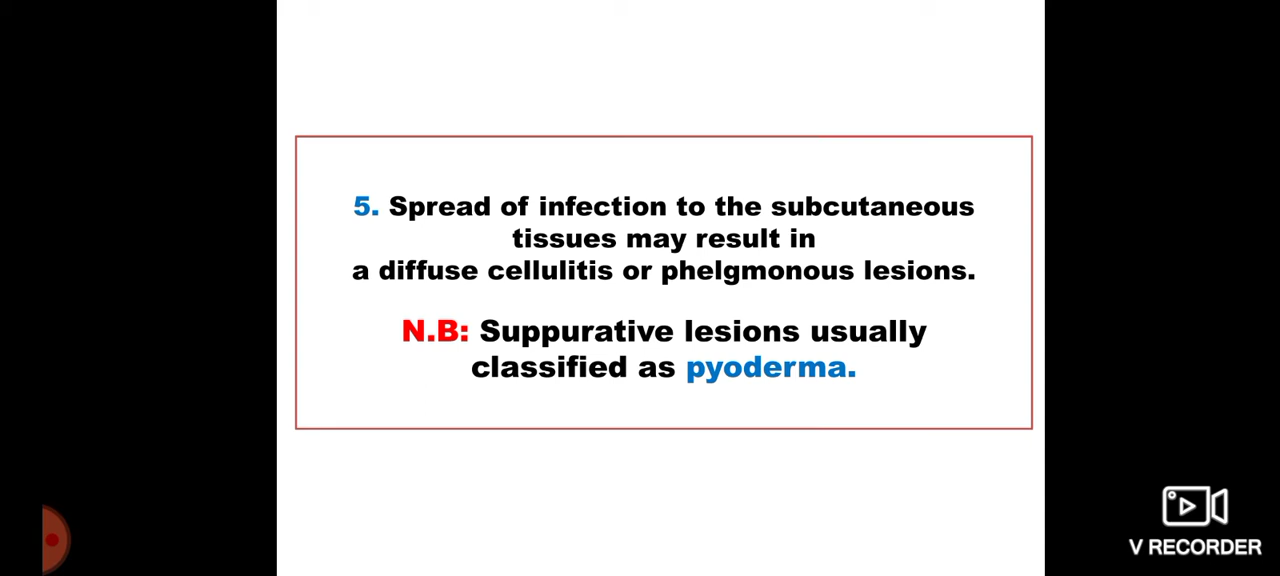 5. Spread of infection to the subcutaneous
tissues may result in
a diffuse cellulitis or phelgmonous lesions.
N.B: Suppurative lesions usually
classified as pyoderma.
V RECORDER